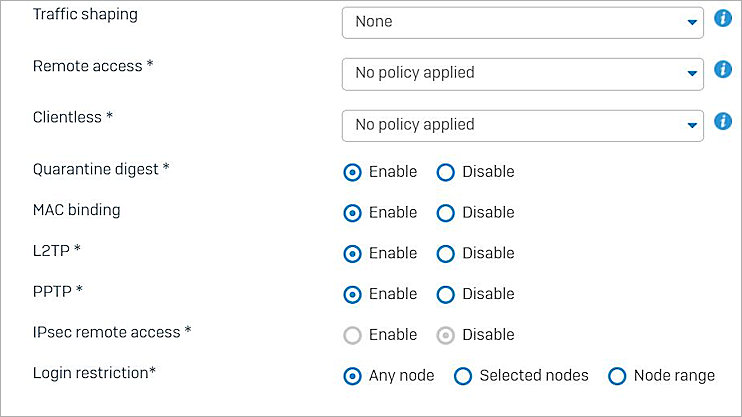 Traffic shaping None
Remote access * No policy applied
Clientless * No policy applied
Quarantine digest * Enable Disable
MAC binding Enable Disable
L2TP * Enable Disable
PPTP * Enable Disable
IPsec remote access * Enable Disable
Login restriction* Any node Selected nodes Node range